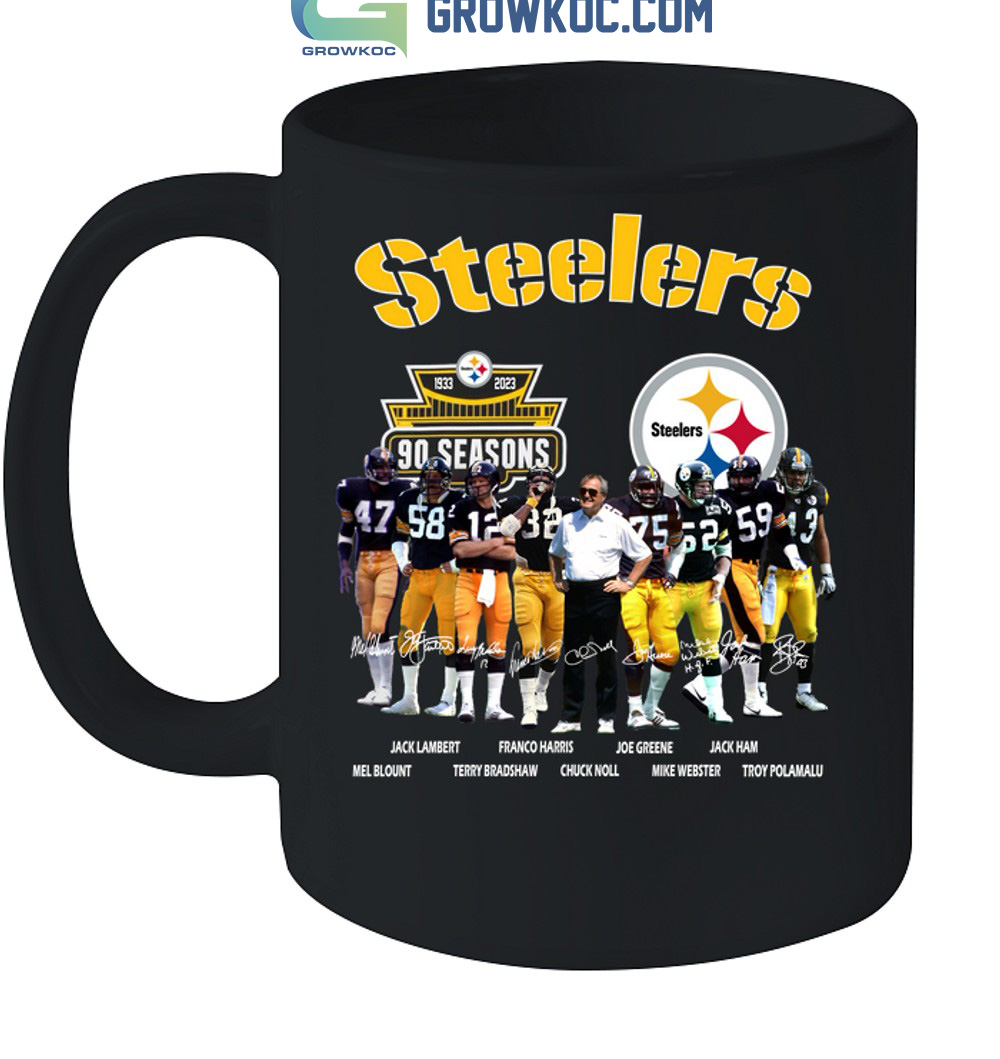 GROWKOC.COM
GROWKOC
Steelers
1933 Steelers 2023
90 SEASONS
Steelers
47 58 12 32 75 52 59 43
JACK LAMBERT FRANCO HARRIS JOE GREENE JACK HAM
MEL BLOUNT TERRY BRADSHAW CHUCK NOLL MIKE WEBSTER TROY POLAMALU